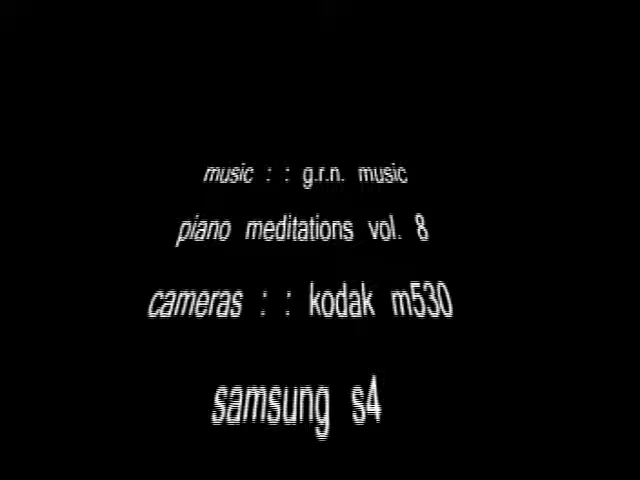 music : : g.r.n. music
piano meditations vol. 8
cameras : : kodak m530
samsung s4